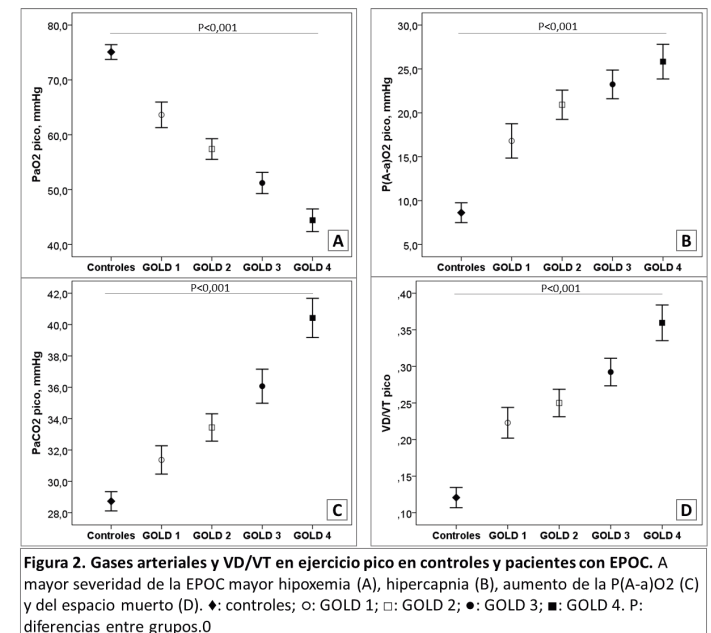 80,0
70,0
60,0
50,0
40,0
PaO2 pico, mmHg
P<0,001
A
Controles GOLD 1 GOLD 2 GOLD 3 GOLD 4
30,0
25,0
20,0
15,0
10,0
5,0
P(A-a)O2 pico, mmHg
P<0,001
B
Controles GOLD 1 GOLD 2 GOLD 3 GOLD 4
42,0
40,0
38,0
36,0
34,0
32,0
30,0
28,0
PaCO2 pico, mmHg
P<0,001
C
Controles GOLD 1 GOLD 2 GOLD 3 GOLD 4
,40
,35
,30
,25
,20
,15
,10
VD/VT pico
P<0,001
D
Controles GOLD 1 GOLD 2 GOLD 3 GOLD 4
Figura 2. Gases arteriales y VD/VT en ejercicio pico en controles y pacientes con EPOC. A
mayor severidad de la EPOC mayor hipoxemia (A), hipercapnia (B), aumento de la P(A-a)O2 (C)
y del espacio muerto (D). ♦: controles; ○: GOLD 1; □: GOLD 2; ●: GOLD 3; ■: GOLD 4. P:
diferencias entre grupos.0